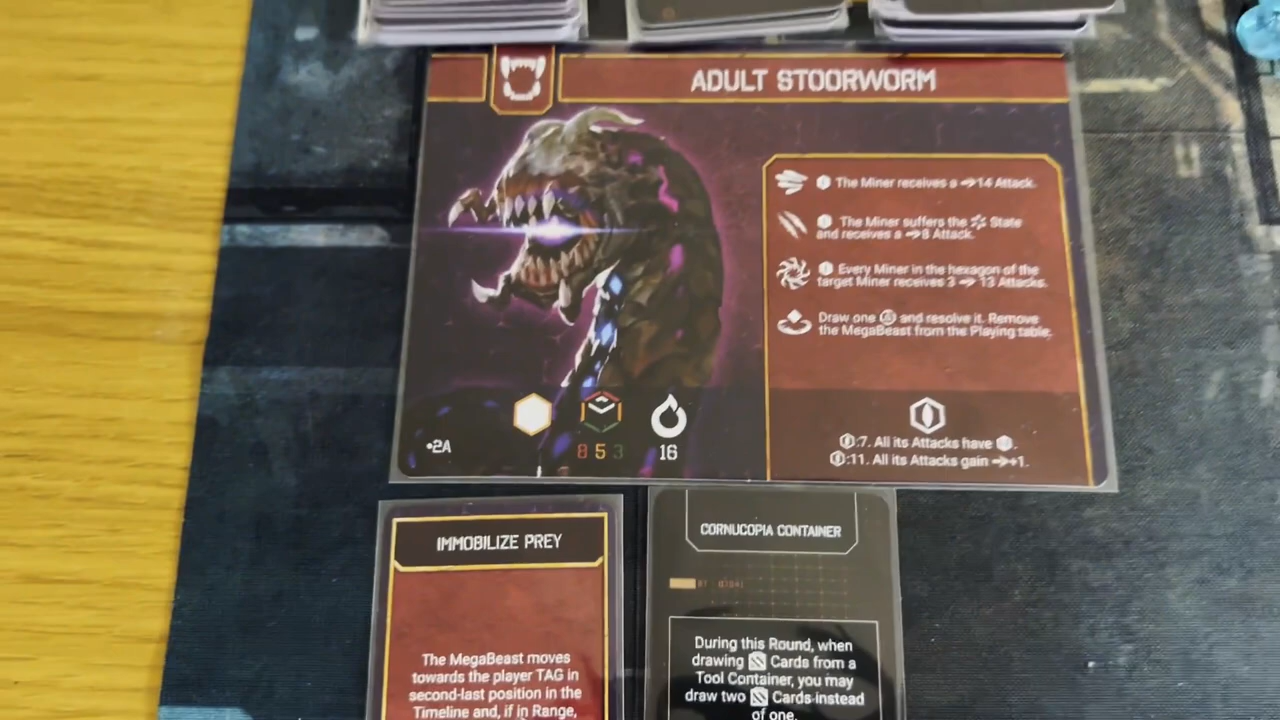 ADULT STOORWORM
The Miner receives a 14 Attack.
The Miner suffers the State
and receives a 8 Attack.
Every Miner in the hexagon of the
target Miner receives 3 13 Attacks.
Draw one and resolve it. Remove
the MegaBeast from the Playing table.
•2A
8 5 3
16
:7. All its Attacks have .
:11. All its Attacks gain +1.
IMMOBILIZE PREY
The MegaBeast moves
towards the player TAG in
second-last position in the
Timeline and, if in Range,
CORNUCOPIA CONTAINER
During this Round, when
drawing Cards from a
Tool Container, you may
draw two Cards instead
of one.